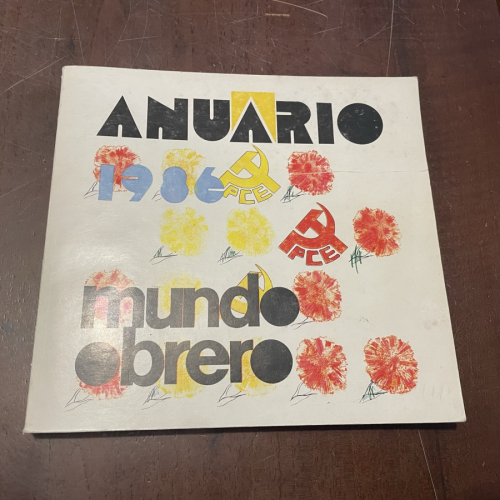 ANUARIO
1986
PCE
PCE
mundo
obrero